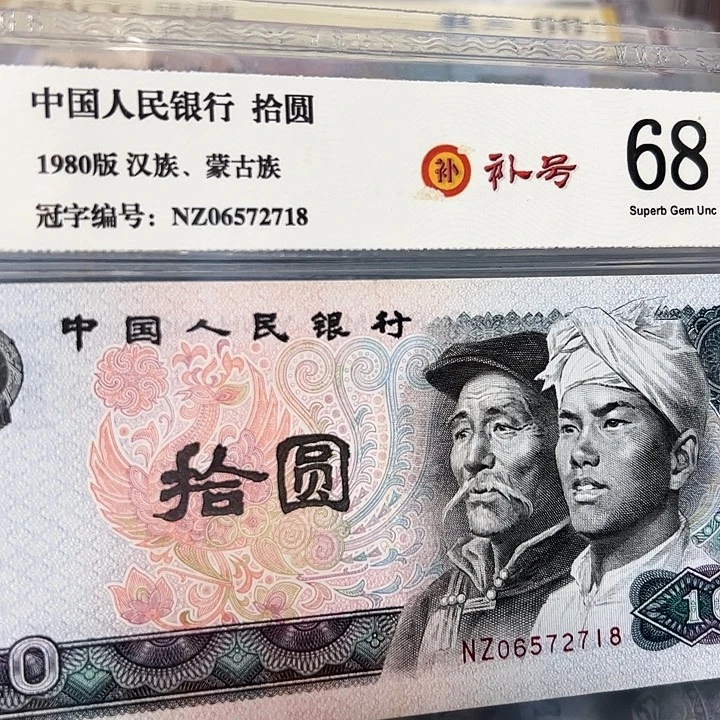 中国人民银行 拾圆
1980版 汉族、蒙古族
冠字编号：NZ06572718
补 补号
68
Superb Gem Unc
中国人民银行
拾圆
NZ06572718